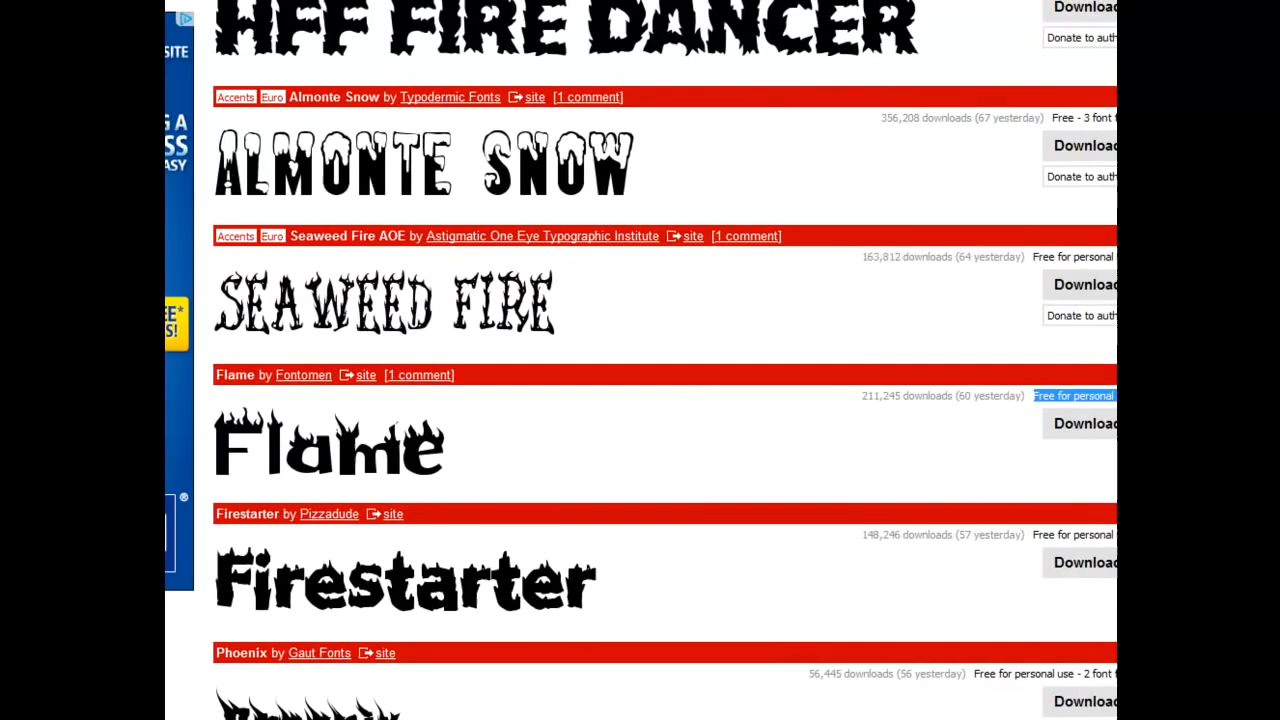 HFF FIRE DANCER
Download
Donate to auth
SITE
G A
SS
ASY
EE*
S!
®
Accents Euro Almonte Snow by Typodermic Fonts site [1 comment]
356,208 downloads (67 yesterday) Free - 3 font f
ALMONTE SNOW
Download
Donate to auth
Accents Euro Seaweed Fire AOE by Astigmatic One Eye Typographic Institute site [1 comment]
163,812 downloads (64 yesterday) Free for personal
SEAWEED FIRE
Download
Donate to auth
Flame by Fontomen site [1 comment]
211,245 downloads (60 yesterday) Free for personal
Flame
Download
Firestarter by Pizzadude site
148,246 downloads (57 yesterday) Free for personal
Firestarter
Download
Phoenix by Gaut Fonts site
56,445 downloads (56 yesterday) Free for personal use - 2 font f
Phoenix
Download